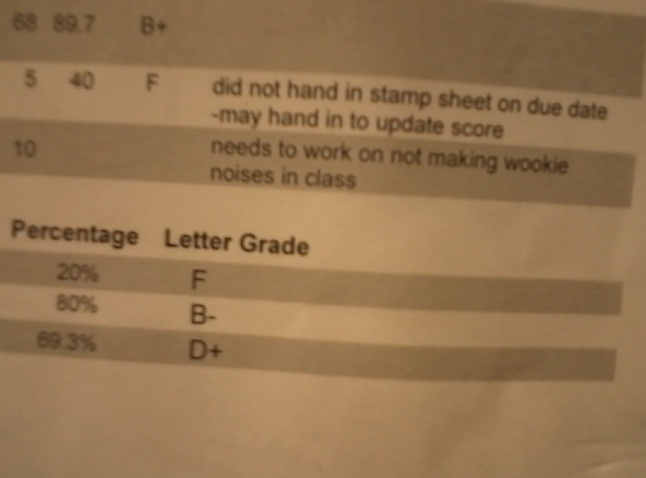 68 89.7 B+
5 40 F did not hand in stamp sheet on due date
-may hand in to update score
10 needs to work on not making wookie
noises in class
Percentage Letter Grade
20% F
80% B-
69.3% D+